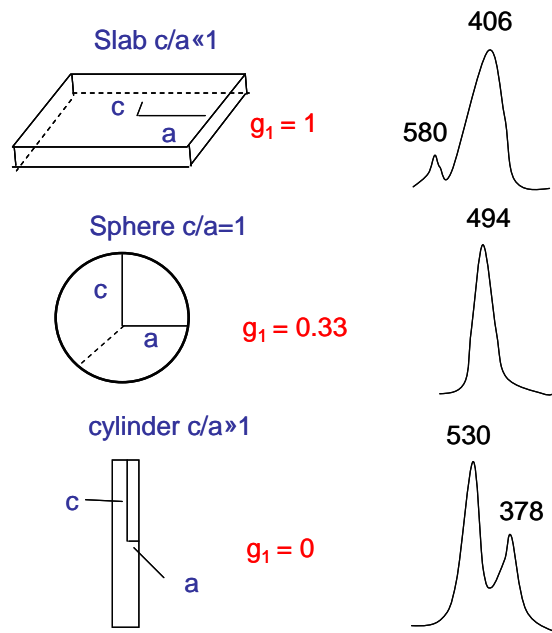 Slab c/a«1
406
c
a
g₁ = 1
580
Sphere c/a=1
494
c
a
g₁ = 0.33
cylinder c/a»1
530
378
c
a
g₁ = 0